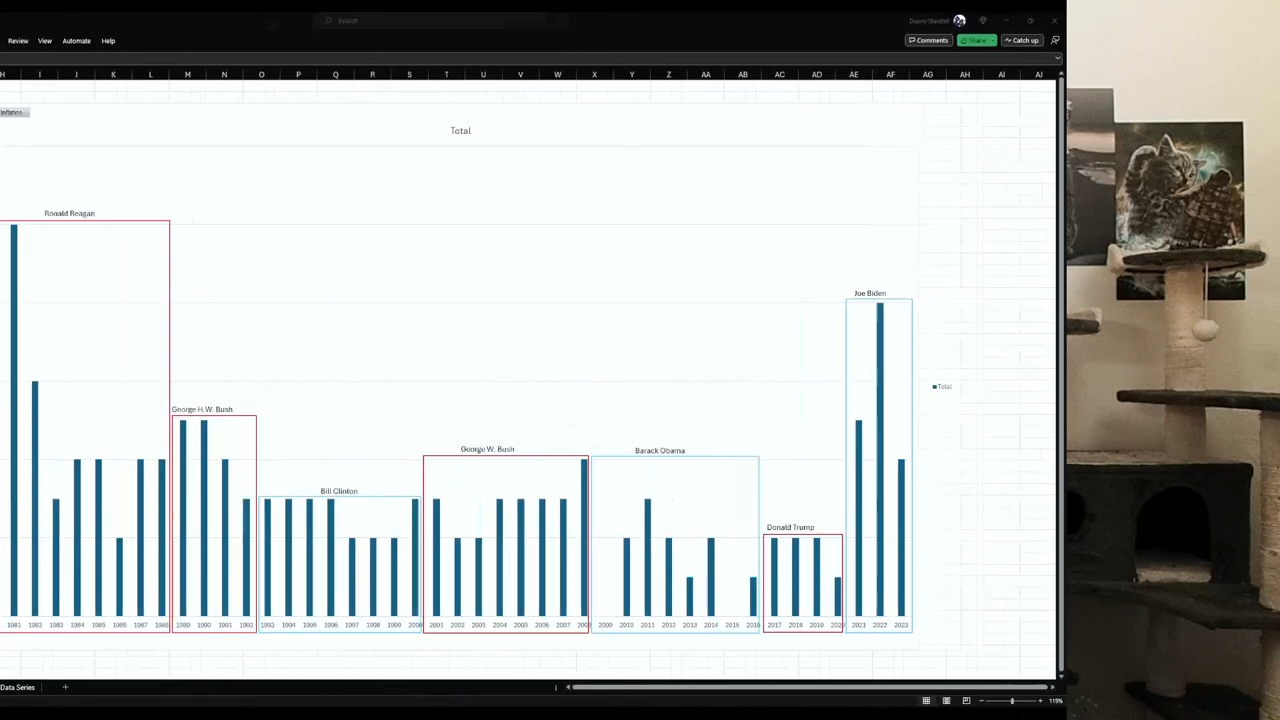 Search
Review View Automate Help
Comments Share Catch up
H I J K L M N O P Q R S T U V W X Y Z AA AB AC AD AE AF AG AH AI AJ
Inflation
Total
Ronald Reagan
Joe Biden
Total
George H.W. Bush
George W. Bush
Barack Obama
Bill Clinton
Donald Trump
1981 1982 1983 1984 1985 1986 1987 1988 1989 1990 1991 1992 1993 1994 1995 1996 1997 1998 1999 2000 2001 2002 2003 2004 2005 2006 2007 2008 2009 2010 2011 2012 2013 2014 2015 2016 2017 2018 2019 2020 2021 2022 2023
Data Series
115%